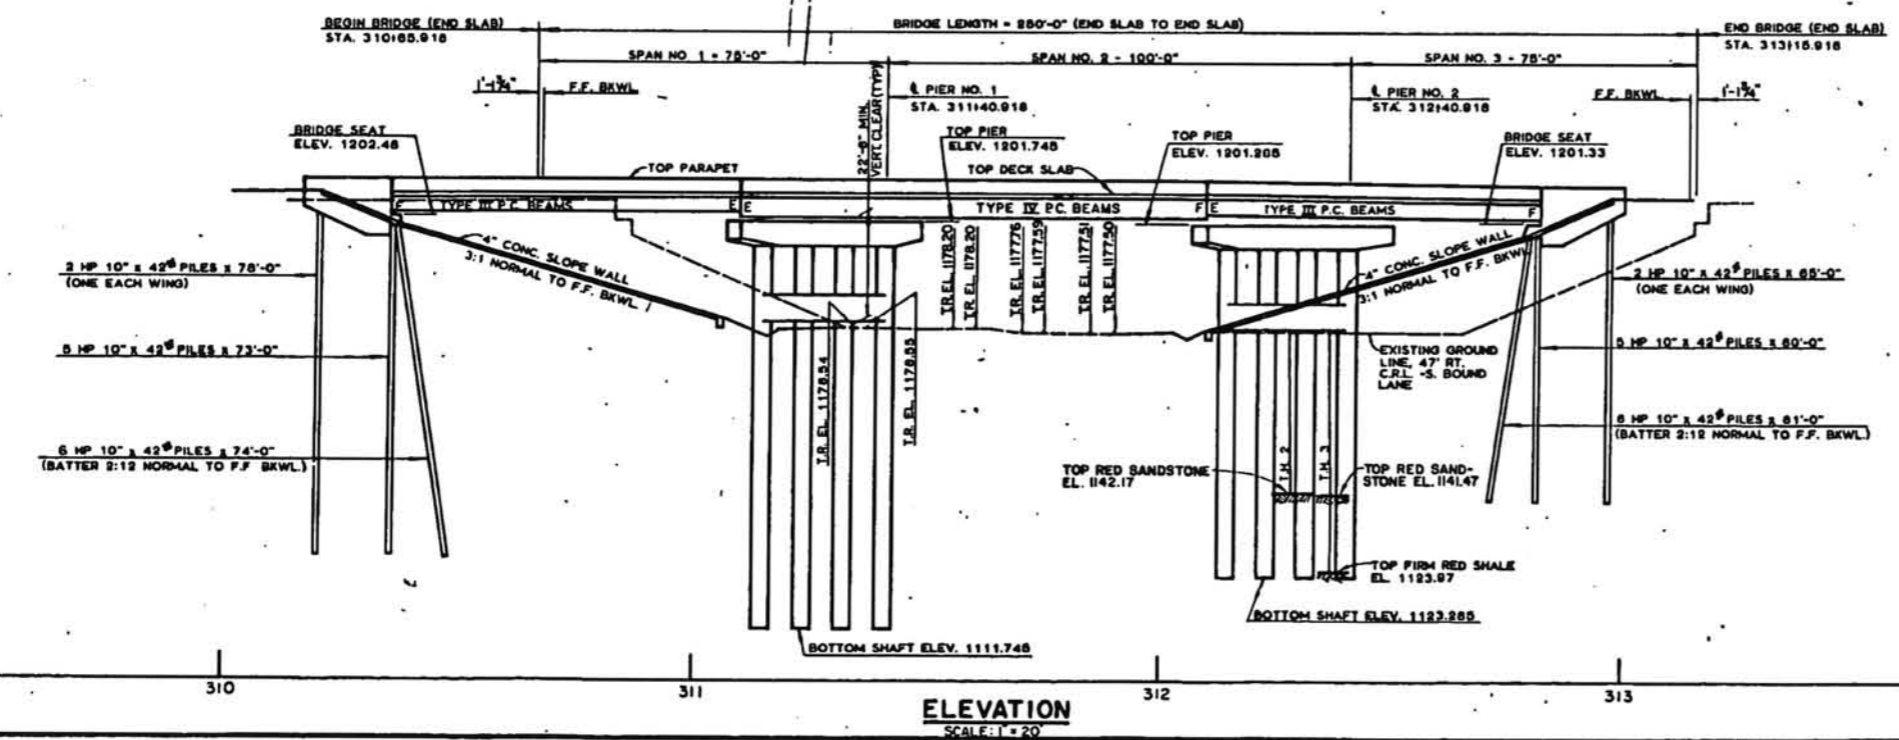 BEGIN BRIDGE (END SLAB)
STA. 310+65.916
BRIDGE LENGTH = 250'-0" (END SLAB TO END SLAB)
END BRIDGE (END SLAB)
STA. 313+15.916
SPAN NO. 1 = 75'-0"
SPAN NO. 2 - 100'-0"
SPAN NO. 3 = 75'-0"
1'-1¾"
F.F. BKWL.
℄ PIER NO. 1
STA. 311+40.916
℄ PIER NO. 2
STA. 312+40.916
F.F. BKWL.
1'-1¾"
BRIDGE SEAT
ELEV. 1202.48
22'-6" MIN.
VERT. CLEAR (TYP.)
TOP PIER
ELEV. 1201.745
TOP PIER
ELEV. 1201.265
BRIDGE SEAT
ELEV. 1201.33
TOP PARAPET
TOP DECK SLAB
F
TYPE III P.C. BEAMS
E
E
TYPE IV P.C. BEAMS
F
E
TYPE III P.C. BEAMS
F
4" CONC. SLOPE WALL
3:1 NORMAL TO F.F. BKWL.
T.R. EL. 1178.20
T.R. EL. 1178.20
T.R. EL. 1177.76
T.R. EL. 1177.59
T.R. EL. 1177.51
T.R. EL. 1177.50
4" CONC. SLOPE WALL
3:1 NORMAL TO F.F. BKWL.
2 HP 10" x 42# PILES x 78'-0"
(ONE EACH WING)
2 HP 10" x 42# PILES x 65'-0"
(ONE EACH WING)
5 HP 10" x 42# PILES x 73'-0"
EXISTING GROUND
LINE, 47' RT.
C.R.L. -S. BOUND
LANE
5 HP 10" x 42# PILES x 60'-0"
T.R. EL. 1178.54
T.R. EL. 1178.55
6 HP 10" x 42# PILES x 74'-0"
(BATTER 2:12 NORMAL TO F.F BKWL.)
6 HP 10" x 42# PILES x 61'-0"
(BATTER 2:12 NORMAL TO F.F. BKWL.)
TOP RED SANDSTONE
EL. 1142.17
T.H. 2
T.H. 3
TOP RED SAND-
STONE EL. 1141.47
TOP FIRM RED SHALE
EL. 1123.97
BOTTOM SHAFT ELEV. 1123.265
BOTTOM SHAFT ELEV. 1111.745
310
311
312
313
ELEVATION
SCALE: 1" = 20'